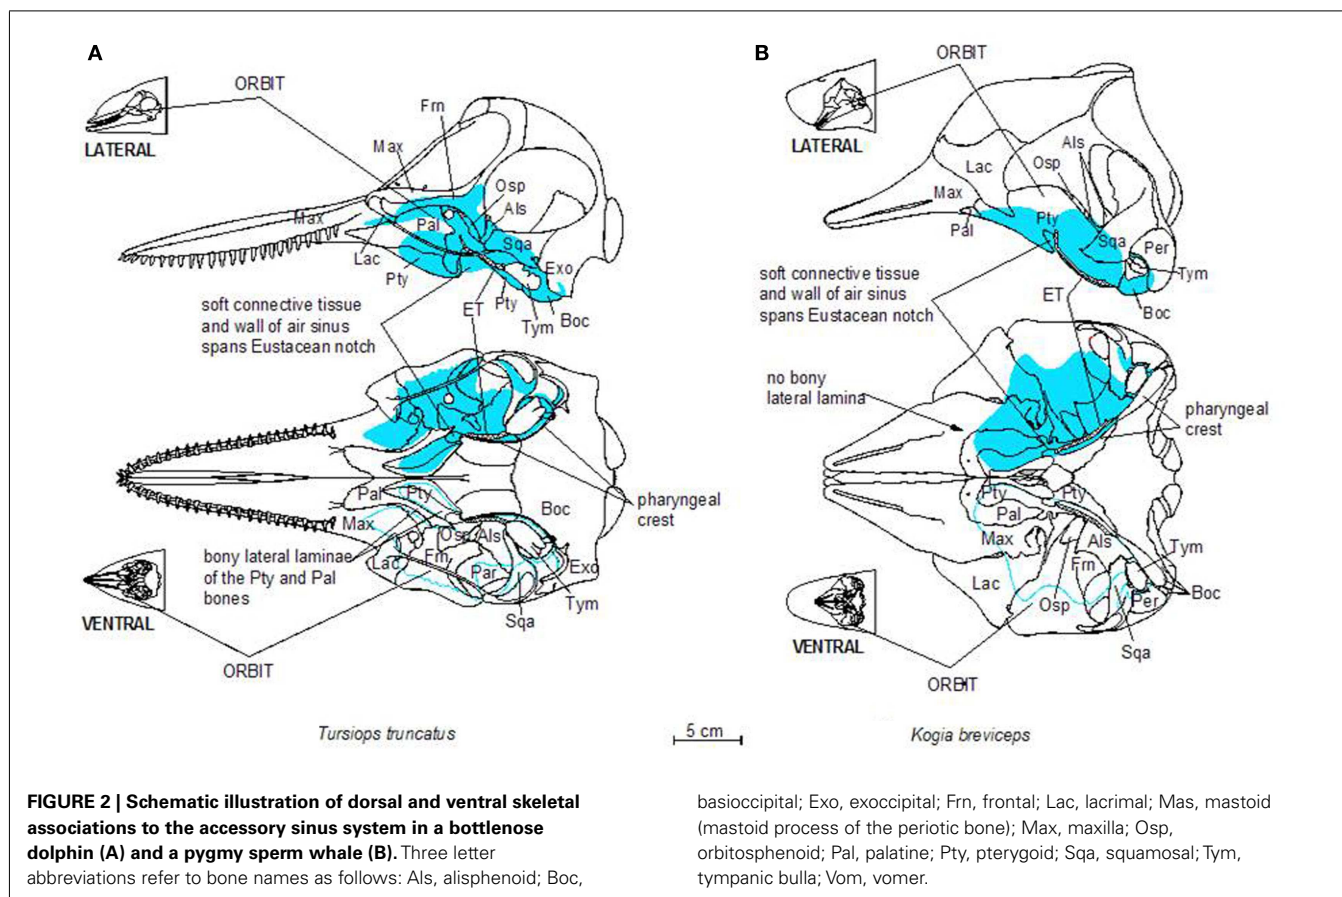 A
ORBIT
Frn
Max
LATERAL
Osp
Als
Max
Pal
Sqa
Lac
Pty
Exo
ET
Pty
Tym
Boc
soft connective tissue
and wall of air sinus
spans Eustacean notch
pharyngeal
crest
Pal
Pty
Max
Boc
Osp
Als
Frn
bony lateral laminae
of the Pty and Pal
bones
Lac
Par
Exo
Tym
Sqa
VENTRAL
ORBIT
Tursiops truncatus
5 cm
B
ORBIT
LATERAL
Als
Osp
Lac
Max
Pty
Pal
Sqa
Per
Tym
soft connective tissue
and wall of air sinus
spans Eustacean notch
ET
Boc
no bony
lateral lamina
pharyngeal
crest
Pty
Pty
Pal
Max
Als
Tym
Frn
Lac
Osp
Per
Boc
Sqa
VENTRAL
ORBIT
Kogia breviceps
FIGURE 2 | Schematic illustration of dorsal and ventral skeletal
associations to the accessory sinus system in a bottlenose
dolphin (A) and a pygmy sperm whale (B). Three letter
abbreviations refer to bone names as follows: Als, alisphenoid; Boc,
basioccipital; Exo, exoccipital; Frn, frontal; Lac, lacrimal; Mas, mastoid
(mastoid process of the periotic bone); Max, maxilla; Osp,
orbitosphenoid; Pal, palatine; Pty, pterygoid; Sqa, squamosal; Tym,
tympanic bulla; Vom, vomer.